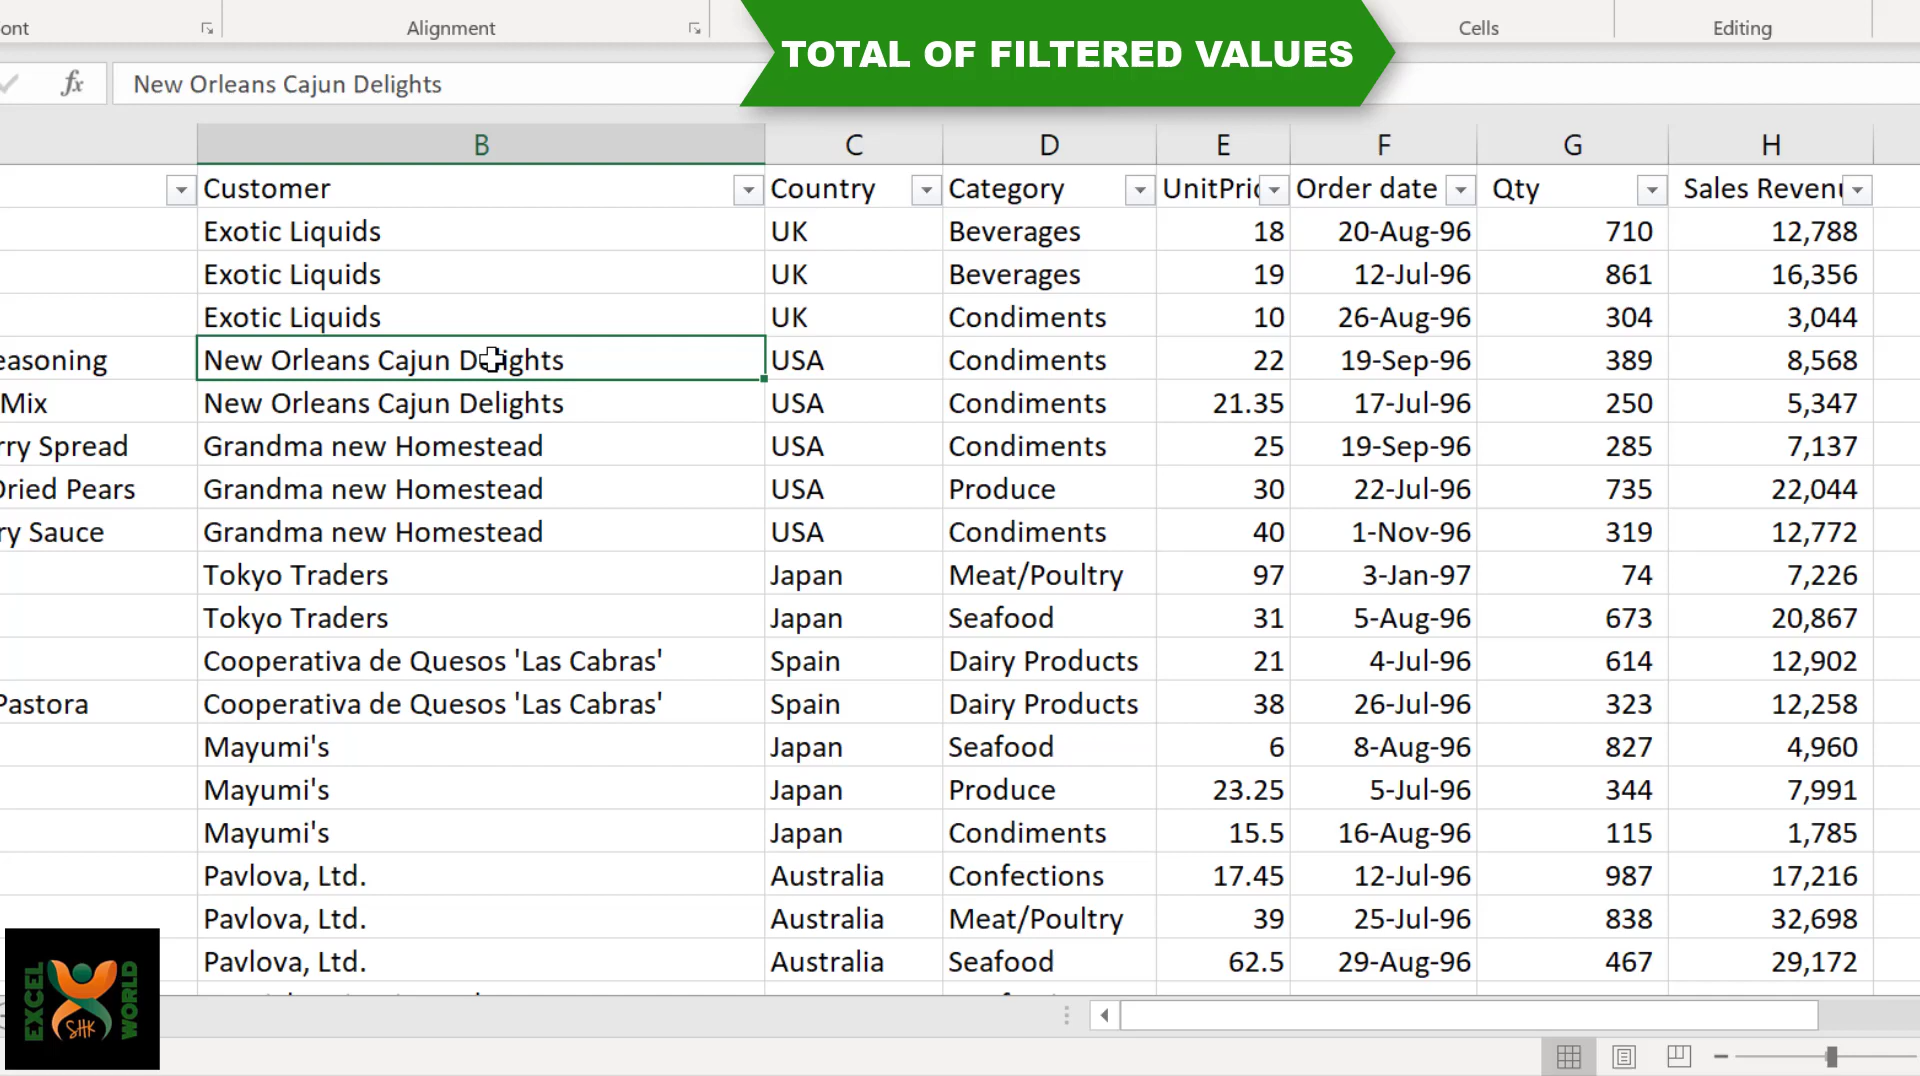 ont Alignment Cells Editing
TOTAL OF FILTERED VALUES
fx New Orleans Cajun Delights
B C D E F G H
Customer Country Category UnitPric Order date Qty Sales Revenu
Exotic Liquids UK Beverages 18 20-Aug-96 710 12,788
Exotic Liquids UK Beverages 19 12-Jul-96 861 16,356
Exotic Liquids UK Condiments 10 26-Aug-96 304 3,044
easoning New Orleans Cajun Delights USA Condiments 22 19-Sep-96 389 8,568
Mix New Orleans Cajun Delights USA Condiments 21.35 17-Jul-96 250 5,347
rry Spread Grandma new Homestead USA Condiments 25 19-Sep-96 285 7,137
Dried Pears Grandma new Homestead USA Produce 30 22-Jul-96 735 22,044
ry Sauce Grandma new Homestead USA Condiments 40 1-Nov-96 319 12,772
Tokyo Traders Japan Meat/Poultry 97 3-Jan-97 74 7,226
Tokyo Traders Japan Seafood 31 5-Aug-96 673 20,867
Cooperativa de Quesos 'Las Cabras' Spain Dairy Products 21 4-Jul-96 614 12,902
Pastora Cooperativa de Quesos 'Las Cabras' Spain Dairy Products 38 26-Jul-96 323 12,258
Mayumi's Japan Seafood 6 8-Aug-96 827 4,960
Mayumi's Japan Produce 23.25 5-Jul-96 344 7,991
Mayumi's Japan Condiments 15.5 16-Aug-96 115 1,785
Pavlova, Ltd. Australia Confections 17.45 12-Jul-96 987 17,216
Pavlova, Ltd. Australia Meat/Poultry 39 25-Jul-96 838 32,698
Pavlova, Ltd. Australia Seafood 62.5 29-Aug-96 467 29,172
EXCEL
SHK
WORLD